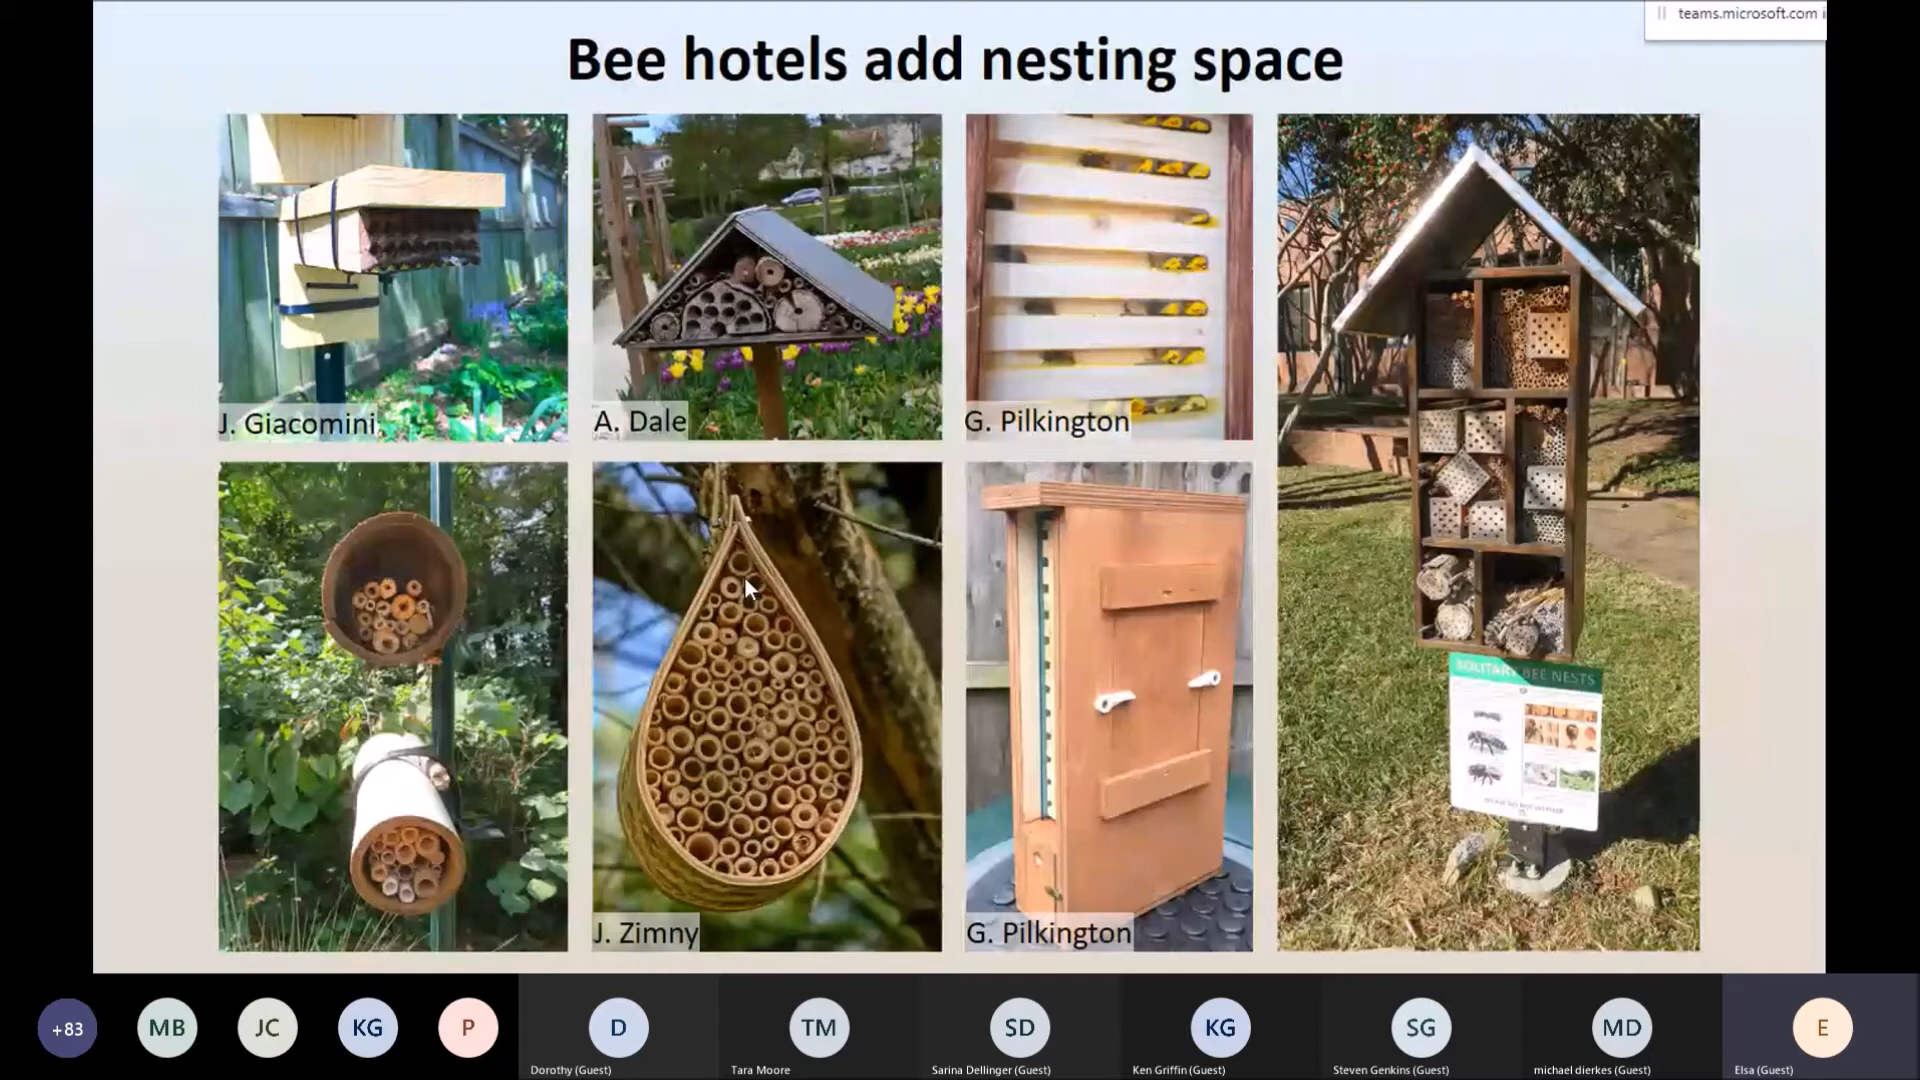 teams.microsoft.com i
Bee hotels add nesting space
J. Giacomini
A. Dale
G. Pilkington
J. Zimny
G. Pilkington
SOLITARY BEE NESTS
+83
MB
JC
KG
P
D
TM
SD
KG
SG
MD
E
Dorothy (Guest)
Tara Moore
Sarina Dellinger (Guest)
Ken Griffin (Guest)
Steven Genkins (Guest)
michael dierkes (Guest)
Elsa (Guest)